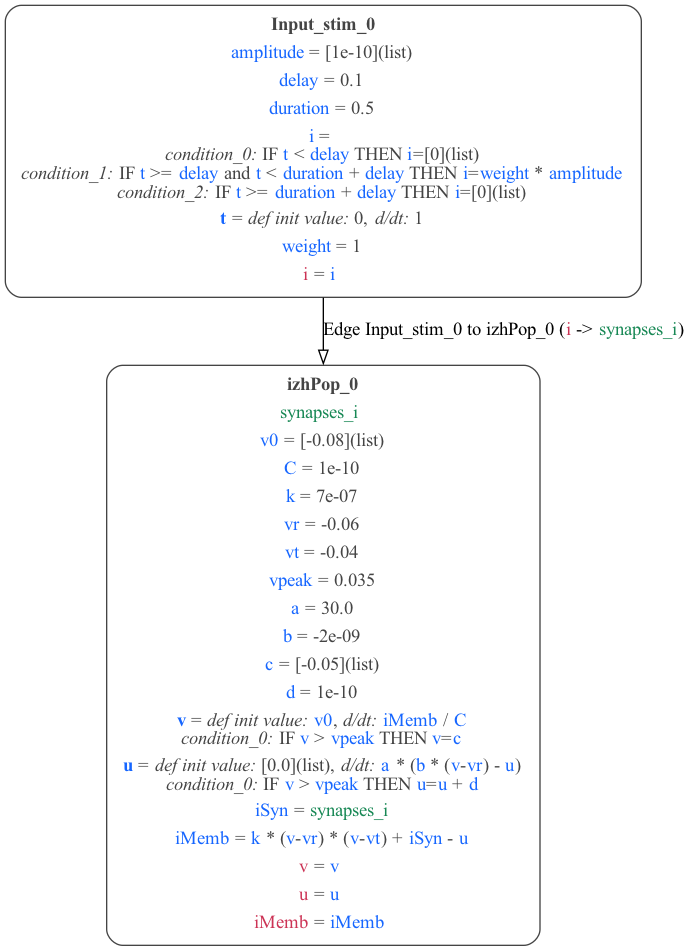 Input_stim_0
amplitude = [1e-10](list)
delay = 0.1
duration = 0.5
i =
condition_0: IF t < delay THEN i=[0](list)
condition_1: IF t >= delay and t < duration + delay THEN i=weight * amplitude
condition_2: IF t >= duration + delay THEN i=[0](list)
t = def init value: 0, d/dt: 1
weight = 1
i = i
Edge Input_stim_0 to izhPop_0 (i -> synapses_i)
izhPop_0
synapses_i
v0 = [-0.08](list)
C = 1e-10
k = 7e-07
vr = -0.06
vt = -0.04
vpeak = 0.035
a = 30.0
b = -2e-09
c = [-0.05](list)
d = 1e-10
v = def init value: v0, d/dt: iMemb / C
condition_0: IF v > vpeak THEN v=c
u = def init value: [0.0](list), d/dt: a * (b * (v-vr) - u)
condition_0: IF v > vpeak THEN u=u + d
iSyn = synapses_i
iMemb = k * (v-vr) * (v-vt) + iSyn - u
v = v
u = u
iMemb = iMemb